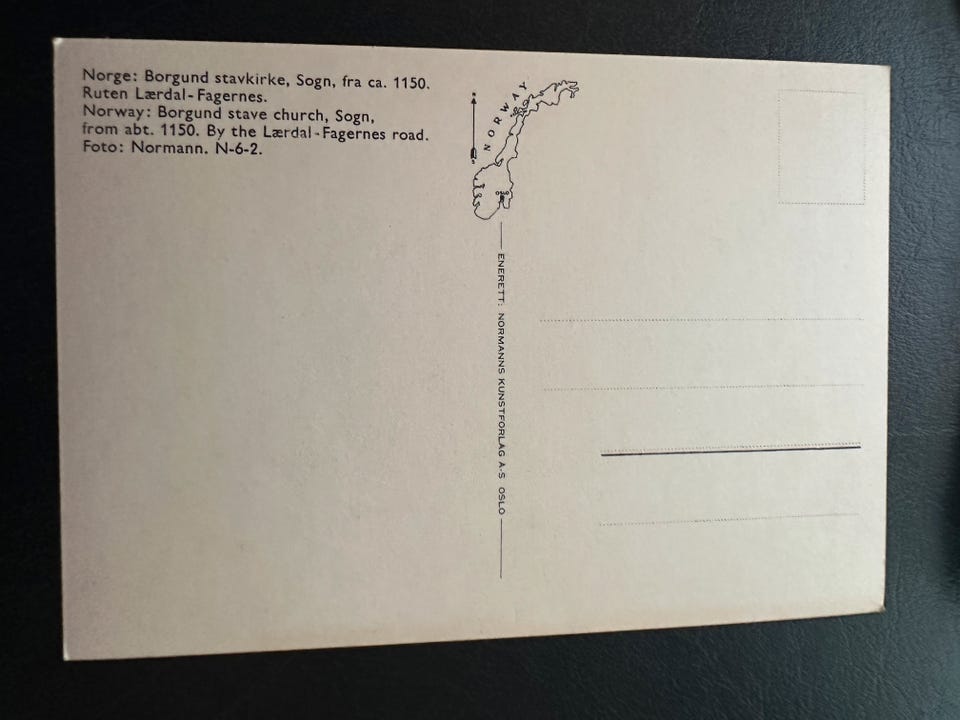 Norge: Borgund stavkirke, Sogn, fra ca. 1150.
Ruten Lærdal-Fagernes.
Norway: Borgund stave church, Sogn,
from abt. 1150. By the Lærdal-Fagernes road.
Foto: Normann. N-6-2.
NORWAY
ENERETT: NORMANNS KUNSTFORLAG A-S OSLO